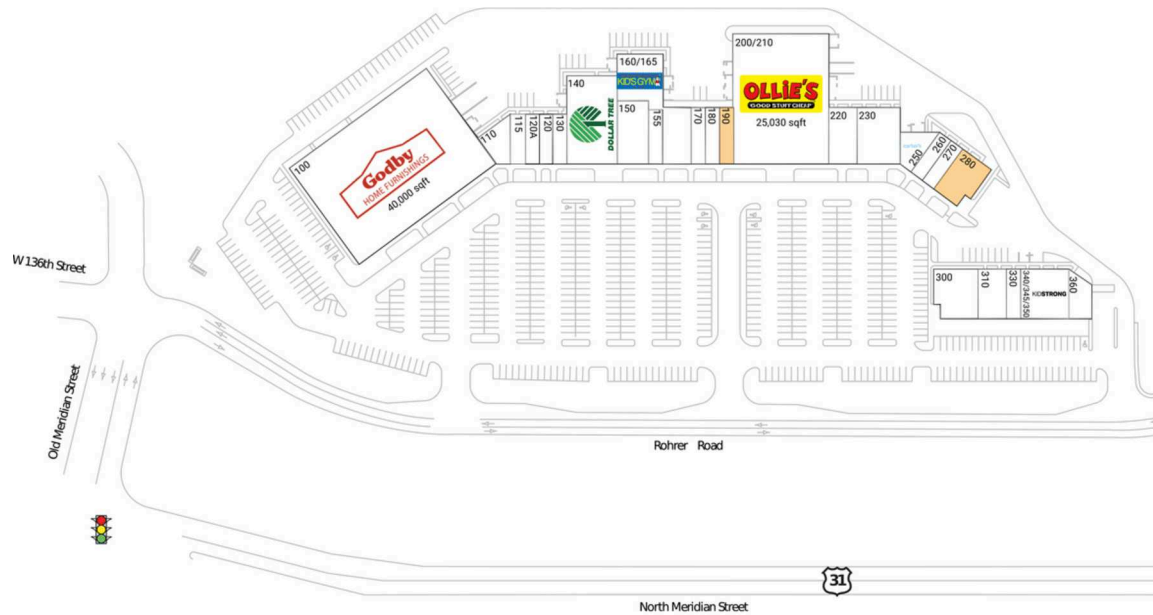 200/210
OLLIE'S
GOOD STUFF CHEAP
25,030 sqft
160/165
KID'S GYM
140
DOLLAR TREE
150
155
170
180
190
220
230
100
Godby
HOME FURNISHINGS
40,000 sqft
110
115
120A
120
130
250
260
270
280
300
310
330
340/345/350
KIDSTRONG
360
W 136th Street
Old Meridian Street
Rohrer Road
31
North Meridian Street